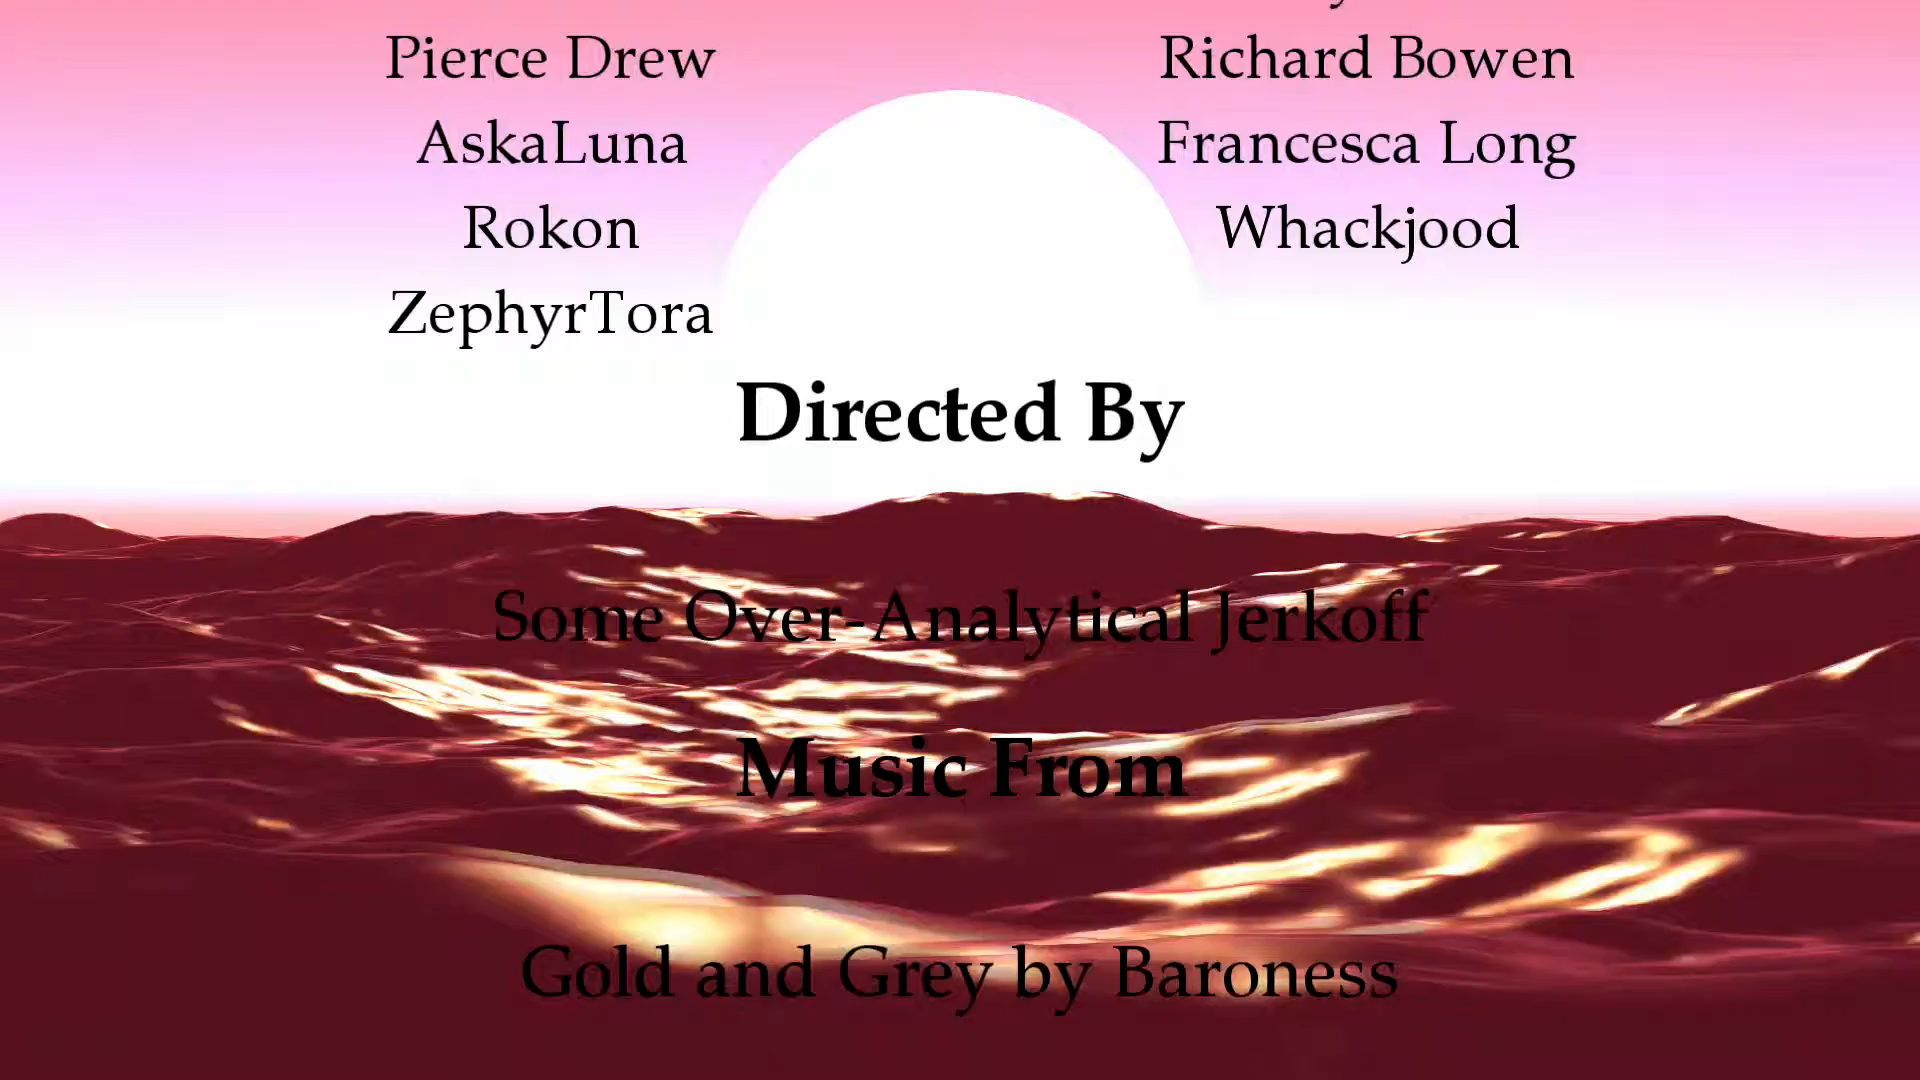 Pierce Drew
Richard Bowen
AskaLuna
Francesca Long
Rokon
Whackjood
ZephyrTora
Directed By
Some Over-Analytical Jerkoff
Music From
Gold and Grey by Baroness